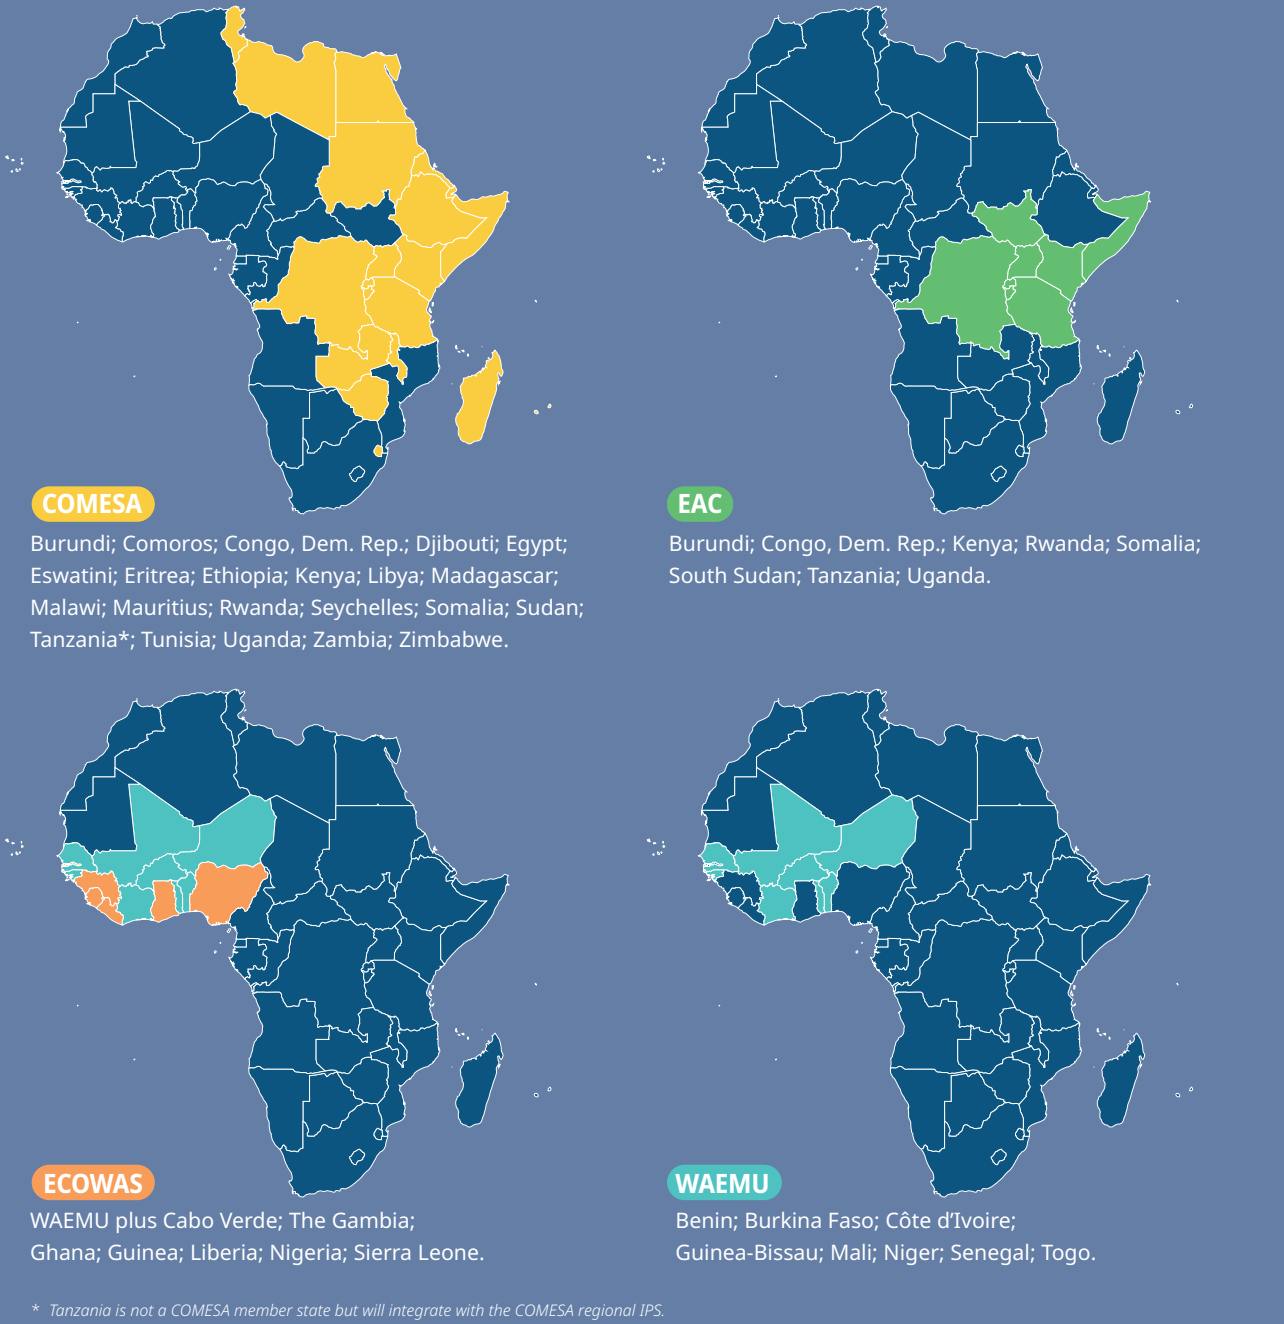 COMESA
Burundi; Comoros; Congo, Dem. Rep.; Djibouti; Egypt;
Eswatini; Eritrea; Ethiopia; Kenya; Libya; Madagascar;
Malawi; Mauritius; Rwanda; Seychelles; Somalia; Sudan;
Tanzania*; Tunisia; Uganda; Zambia; Zimbabwe.
EAC
Burundi; Congo, Dem. Rep.; Kenya; Rwanda; Somalia;
South Sudan; Tanzania; Uganda.
ECOWAS
WAEMU plus Cabo Verde; The Gambia;
Ghana; Guinea; Liberia; Nigeria; Sierra Leone.
WAEMU
Benin; Burkina Faso; Côte d’Ivoire;
Guinea-Bissau; Mali; Niger; Senegal; Togo.
* Tanzania is not a COMESA member state but will integrate with the COMESA regional IPS.